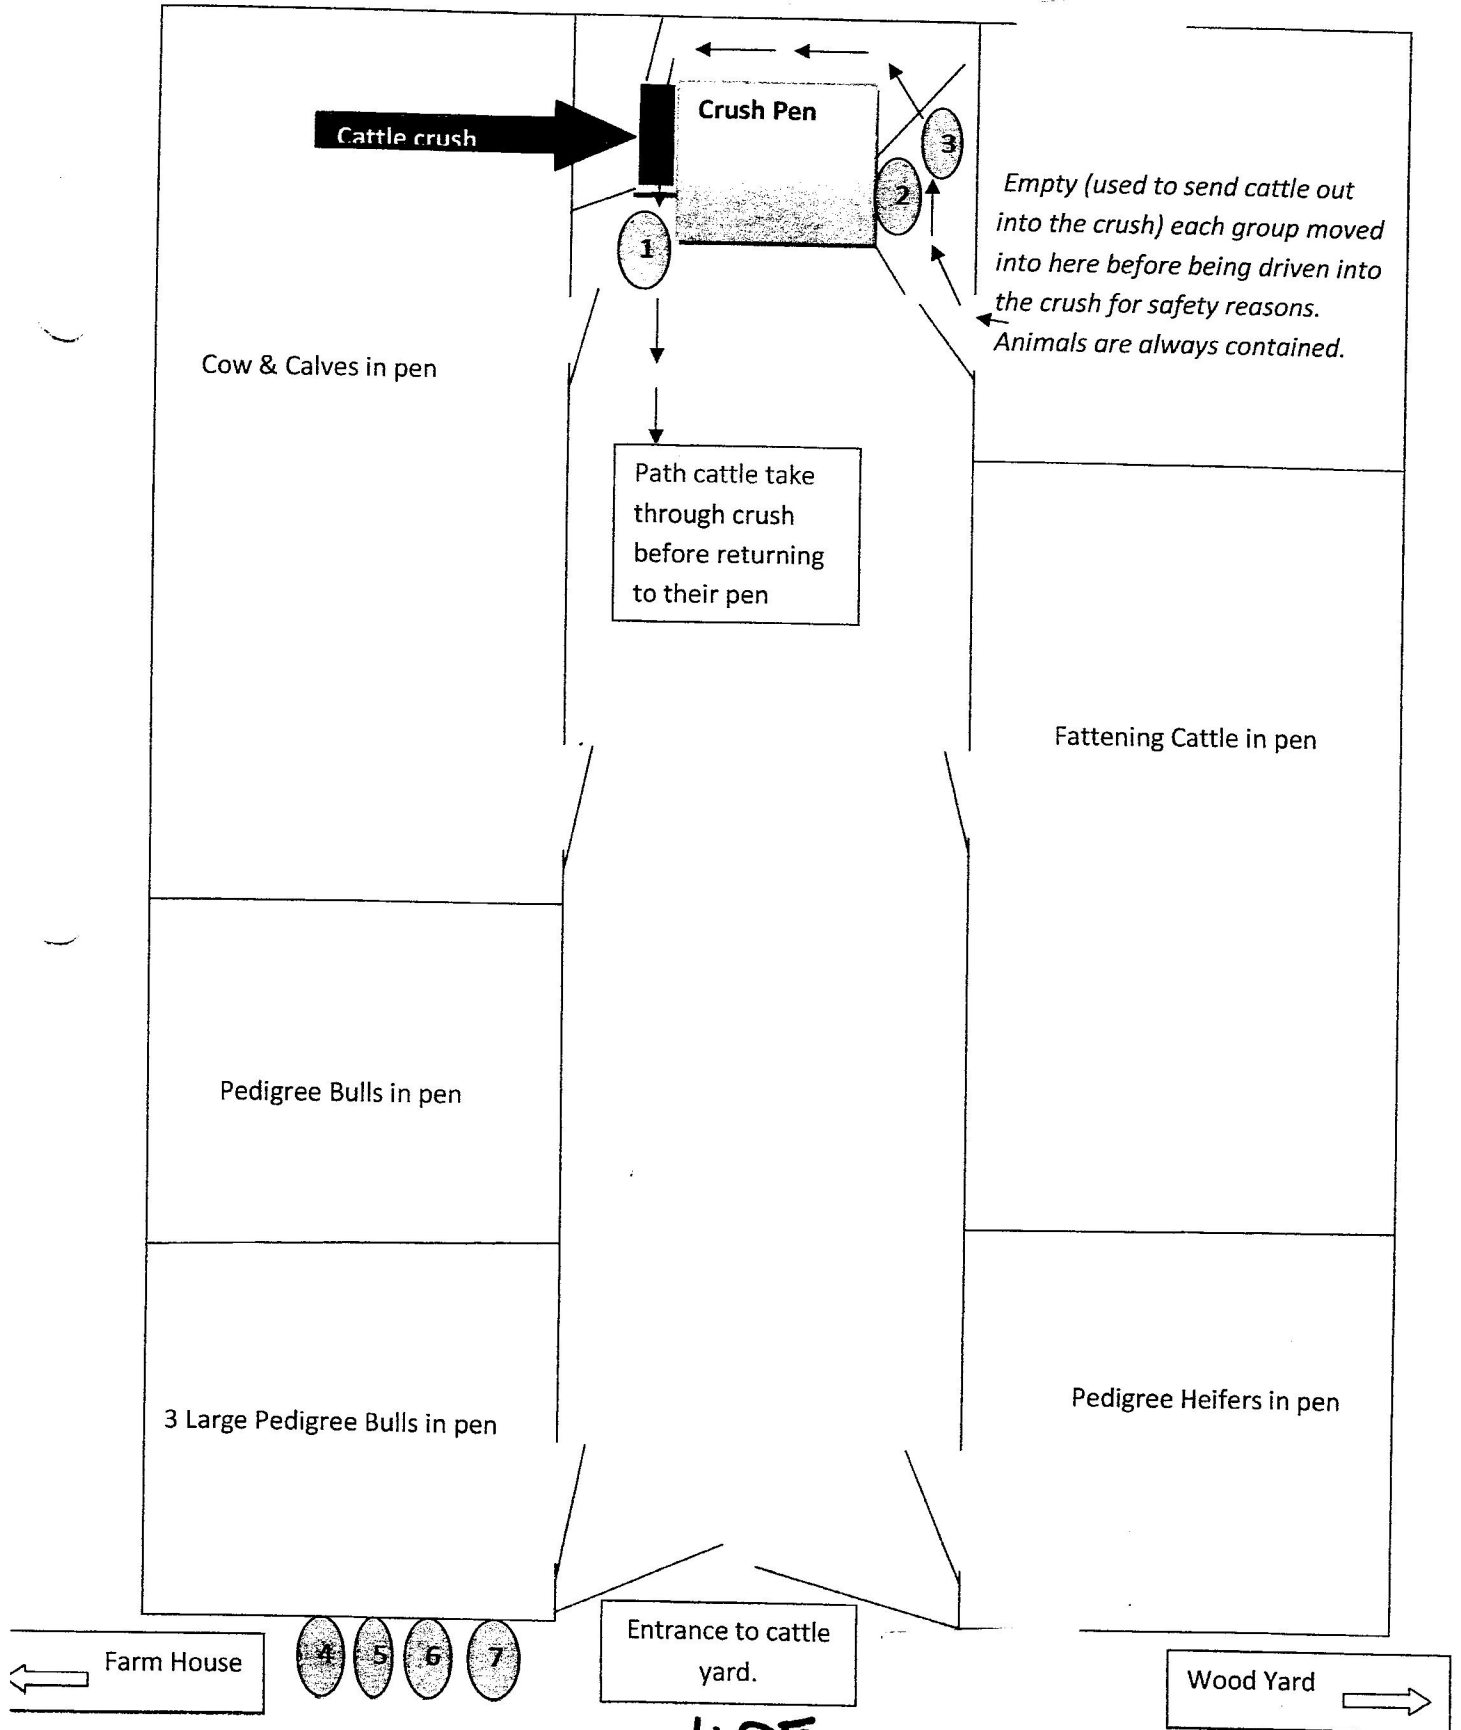 Crush Pen
Cattle crush
3
2
1
Empty (used to send cattle out
into the crush) each group moved
into here before being driven into
the crush for safety reasons.
Animals are always contained.
Cow & Calves in pen
Path cattle take
through crush
before returning
to their pen
Fattening Cattle in pen
Pedigree Bulls in pen
Pedigree Heifers in pen
3 Large Pedigree Bulls in pen
Farm House
4
5
6
7
Entrance to cattle
yard.
Wood Yard